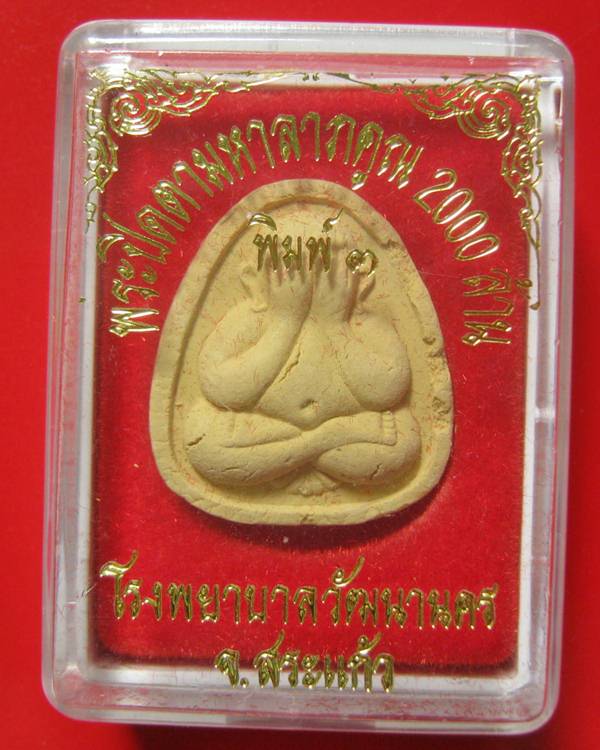 พระปิดตามหาลาภคูณ 2000 ล้าน
พิมพ์ ๓
โรงพยาบาลวัฒนานคร
จ.สระแก้ว